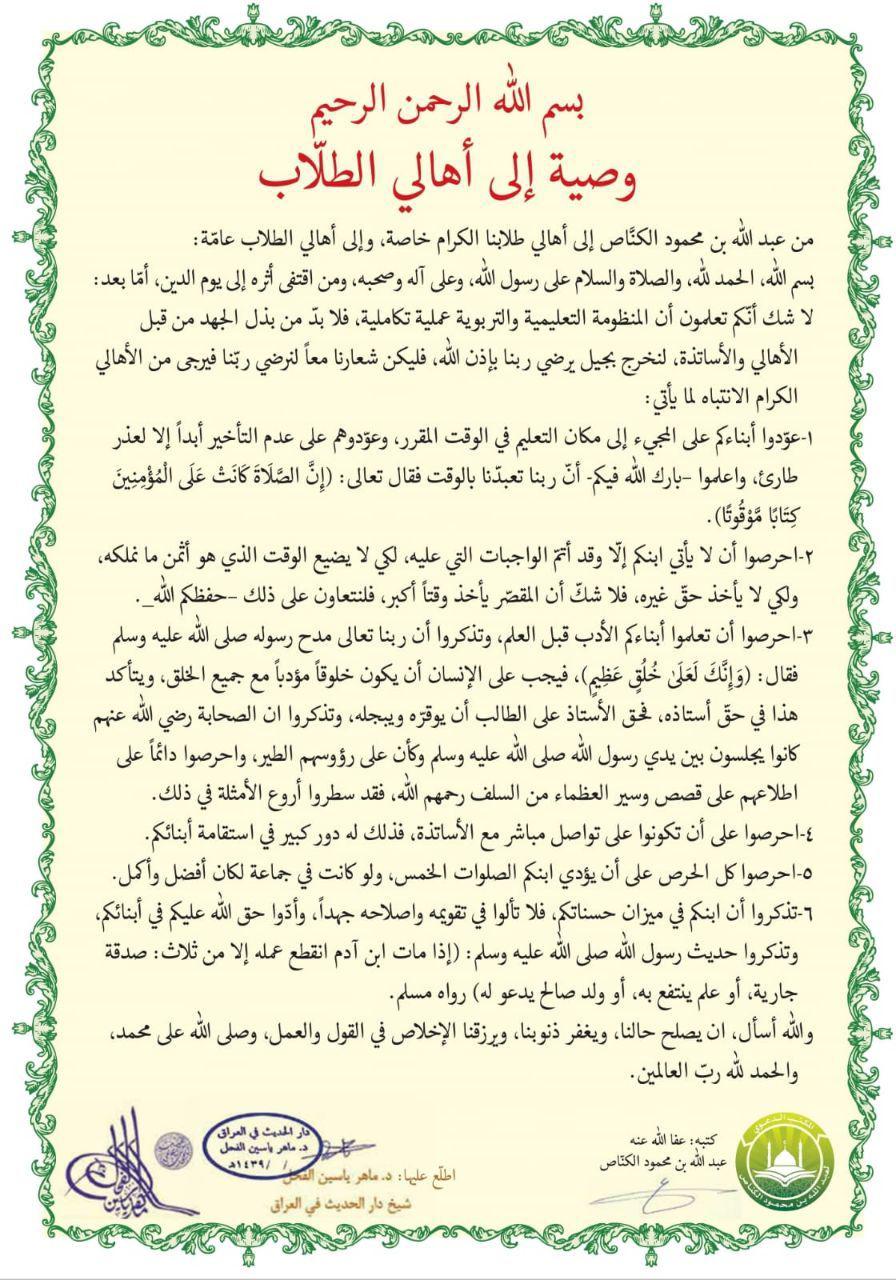 بسم الله الرحمن الرحيم
وصية إلى أهالي الطلّاب
من عبد الله بن محمود الكنَّاص إلى أهالي طلابنا الكرام خاصة، وإلى أهالي الطلاب عامّة:
بسم الله، الحمد لله، والصلاة والسلام على رسول الله، وعلى آله وصحبه، ومن اقتفى أثره إلى يوم الدين، أمّا بعد:
لا شك أنّكم تعلمون أن المنظومة التعليمية والتربوية عملية تكاملية، فلا بدّ من بذل الجهد من قبل
الأهالي والأساتذة، لنخرج بجيل يرضي ربنا بإذن الله، فليكن شعارنا معاً لنرضي ربّنا فيرجى من الأهالي
الكرام الانتباه لما يأتي:
١-عوّدوا أبناءكم على المجيء إلى مكان التعليم في الوقت المقرر، وعوّدوهم على عدم التأخير أبداً إلا لعذر
طارئ، واعلموا –بارك الله فيكم- أنّ ربنا تعبدّنا بالوقت فقال تعالى: (إِنَّ الصَّلَاةَ كَانَتْ عَلَى الْمُؤْمِنِينَ
كِتَابًا مَّوْقُوتًا).
٢-احرصوا أن لا يأتي ابنكم إلّا وقد أتمّ الواجبات التي عليه، لكي لا يضيع الوقت الذي هو أثمن ما نملكه،
ولكي لا يأخذ حقّ غيره، فلا شكّ أن المقصّر يأخذ وقتاً أكبر، فلنتعاون على ذلك –حفظكم الله_.
٣-احرصوا أن تعلموا أبناءكم الأدب قبل العلم، وتذكروا أن ربنا تعالى مدح رسوله صلى الله عليه وسلم
فقال: (وَإِنَّكَ لَعَلَىٰ خُلُقٍ عَظِيمٍ)، فيجب على الإنسان أن يكون خلوقاً مؤدباً مع جميع الخلق، ويتأكد
هذا في حقّ أستاذه، فحق الأستاذ على الطالب أن يوقرّه ويبجله، وتذكروا ان الصحابة رضي الله عنهم
كانوا يجلسون بين يدي رسول الله صلى الله عليه وسلم وكأن على رؤوسهم الطير، واحرصوا دائماً على
اطلاعهم على قصص وسير العظماء من السلف رحمهم الله، فقد سطروا أروع الأمثلة في ذلك.
٤-احرصوا على أن تكونوا على تواصل مباشر مع الأساتذة، فذلك له دور كبير في استقامة أبنائكم.
٥-احرصوا كل الحرص على أن يؤدي ابنكم الصلوات الخمس، ولو كانت في جماعة لكان أفضل وأكمل.
٦-تذكروا أن ابنكم في ميزان حسناتكم، فلا تألوا في تقويمه واصلاحه جهداً، وأدّوا حق الله عليكم في أبنائكم،
وتذكروا حديث رسول الله صلى الله عليه وسلم: (إذا مات ابن آدم انقطع عمله إلا من ثلاث: صدقة
جارية، أو علم ينتفع به، أو ولد صالح يدعو له) رواه مسلم.
والله أسأل، ان يصلح حالنا، ويغفر ذنوبنا، ويرزقنا الإخلاص في القول والعمل، وصلى الله على محمد،
والحمد لله ربّ العالمين.
كتبه: عفا الله عنه
عبد الله بن محمود الكنّاص
المكتب الدعوي
لعبد الله بن محمود الكناص
دار الحديث في العراق
د. ماهر ياسين الفحل
/ / ١٤٣٩هـ
اطلّع عليها: د. ماهر ياسين الفحل
شيخ دار الحديث في العراق